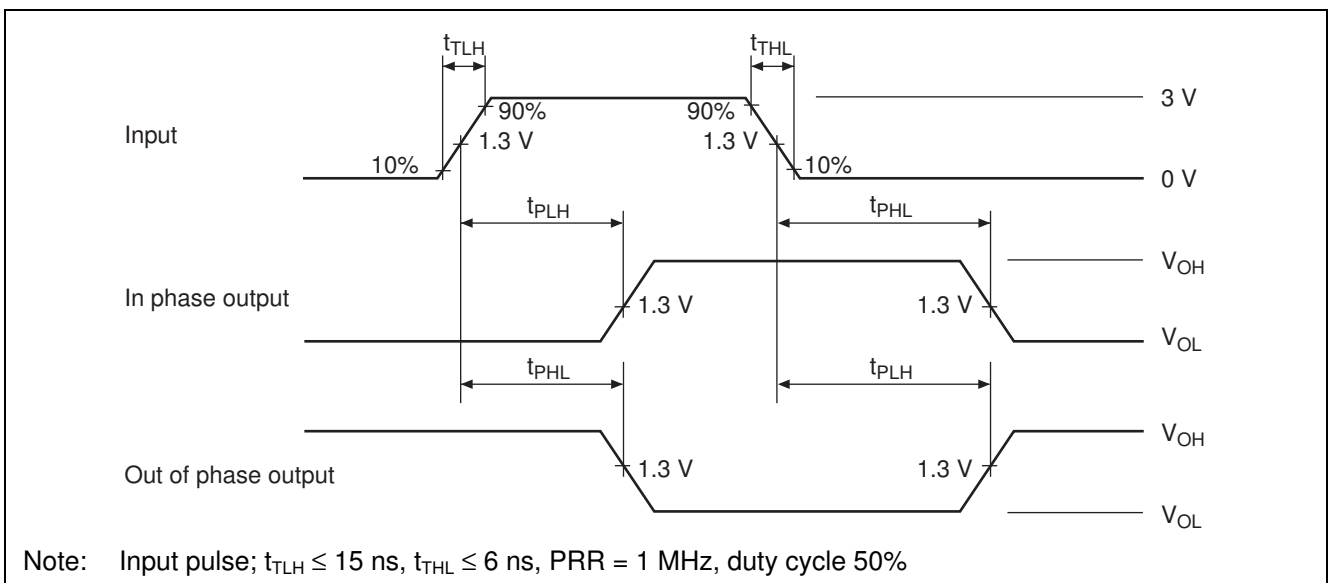 tTLH tTHL
90% 90% 3 V
Input 1.3 V 1.3 V
10% 10% 0 V
tPLH tPHL
VOH
In phase output 1.3 V 1.3 V
VOL
tPHL tPLH
VOH
Out of phase output 1.3 V 1.3 V
VOL
Note: Input pulse; tTLH ≤ 15 ns, tTHL ≤ 6 ns, PRR = 1 MHz, duty cycle 50%